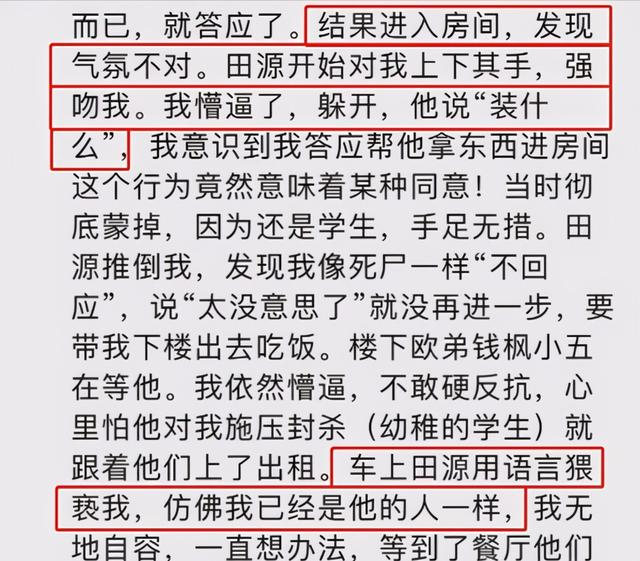 而已，就答应了。结果进入房间，发现
气氛不对。田源开始对我上下其手，强
吻我。我懵逼了，躲开，他说“装什
么”，我意识到我答应帮他拿东西进房间
这个行为竟然意味着某种同意！当时彻
底蒙掉，因为还是学生，手足无措。田
源推倒我，发现我像死尸一样“不回
应”，说“太没意思了”就没再进一步，要
带我下楼出去吃饭。楼下欧弟钱枫小五
在等他。我依然懵逼，不敢硬反抗，心
里怕他对我施压封杀（幼稚的学生）就
跟着他们上了出租。车上田源用语言猥
亵我，仿佛我已经是他的人一样，我无
地自容，一直想办法，等到了餐厅他们